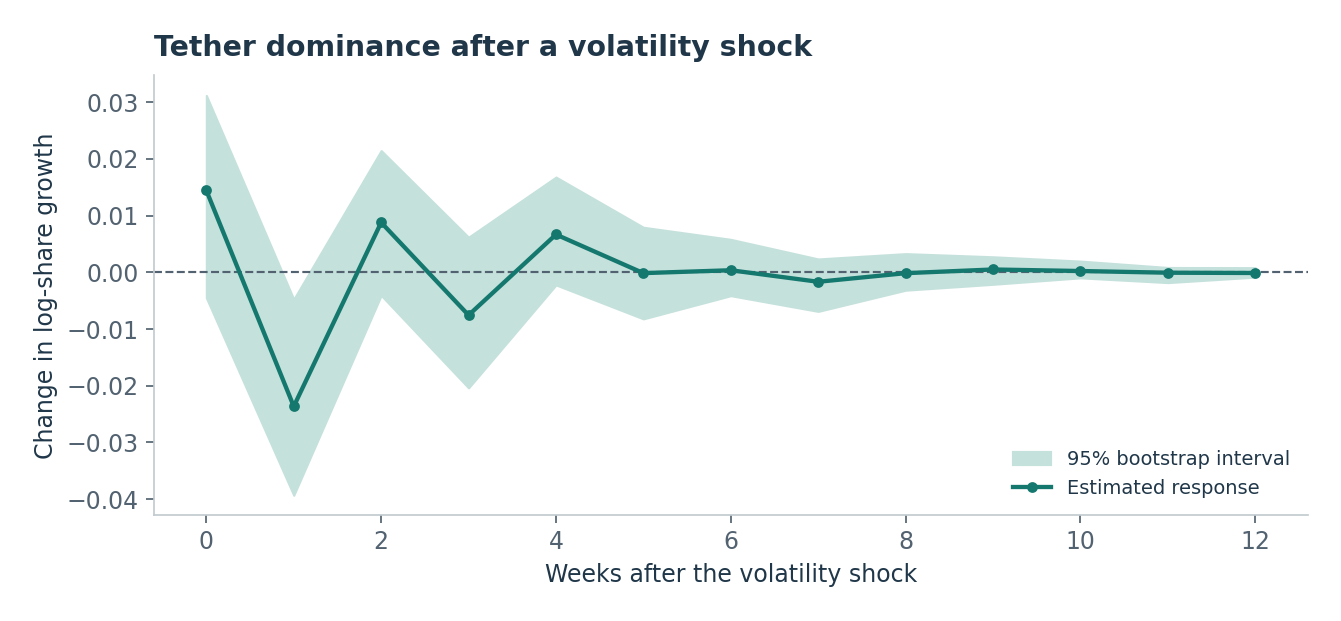 Tether dominance after a volatility shock
Change in log-share growth
0.03
0.02
0.01
0.00
−0.01
−0.02
−0.03
−0.04
95% bootstrap interval
Estimated response
0 2 4 6 8 10 12
Weeks after the volatility shock